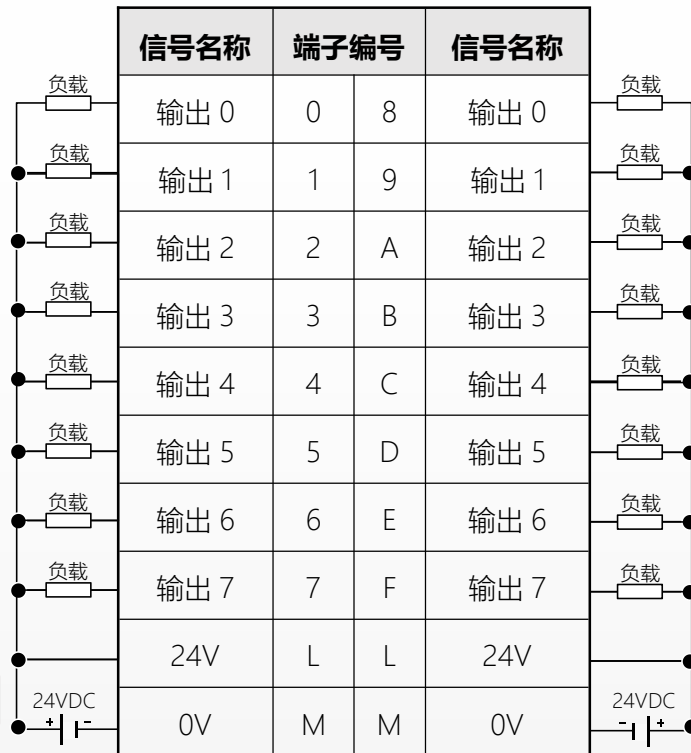 信号名称 端子编号 信号名称
负载 输出 0 0 8 输出 0 负载
负载 输出 1 1 9 输出 1 负载
负载 输出 2 2 A 输出 2 负载
负载 输出 3 3 B 输出 3 负载
负载 输出 4 4 C 输出 4 负载
负载 输出 5 5 D 输出 5 负载
负载 输出 6 6 E 输出 6 负载
负载 输出 7 7 F 输出 7 负载
24V L L 24V
24VDC 0V M M 0V 24VDC
+ - - +